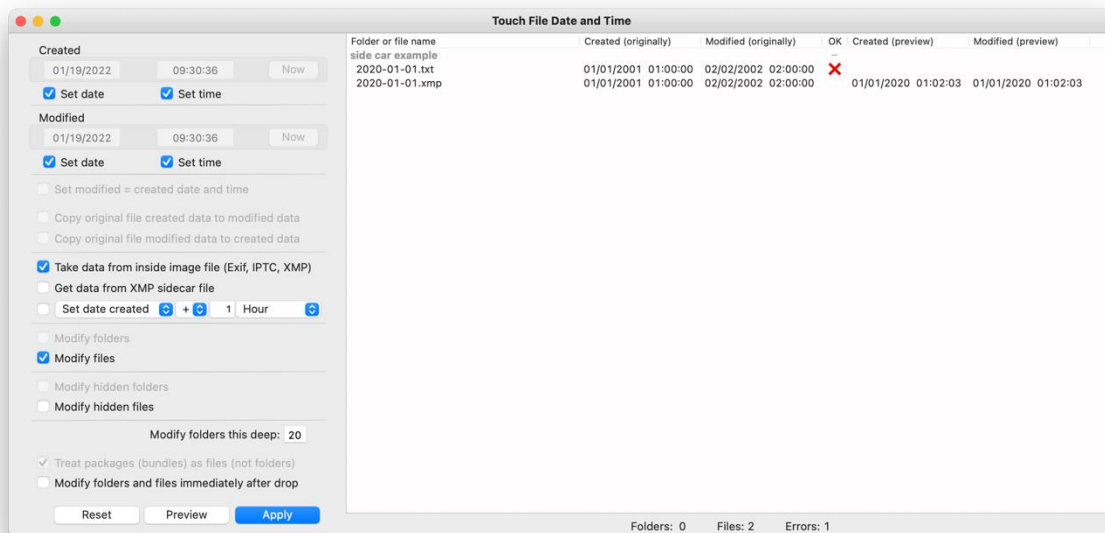 Touch File Date and Time
Created
01/19/2022 09:30:36 Now
Set date Set time
Modified
01/19/2022 09:30:36 Now
Set date Set time
Set modified = created date and time
Copy original file created data to modified data
Copy original file modified data to created data
Take data from inside image file (Exif, IPTC, XMP)
Get data from XMP sidecar file
Set date created + 1 Hour
Modify folders
Modify files
Modify hidden folders
Modify hidden files
Modify folders this deep: 20
Treat packages (bundles) as files (not folders)
Modify folders and files immediately after drop
Reset Preview Apply
Folder or file name Created (originally) Modified (originally) OK Created (preview) Modified (preview)
side car example –
2020-01-01.txt 01/01/2001 01:00:00 02/02/2002 02:00:00
2020-01-01.xmp 01/01/2001 01:00:00 02/02/2002 02:00:00 01/01/2020 01:02:03 01/01/2020 01:02:03
Folders: 0 Files: 2 Errors: 1